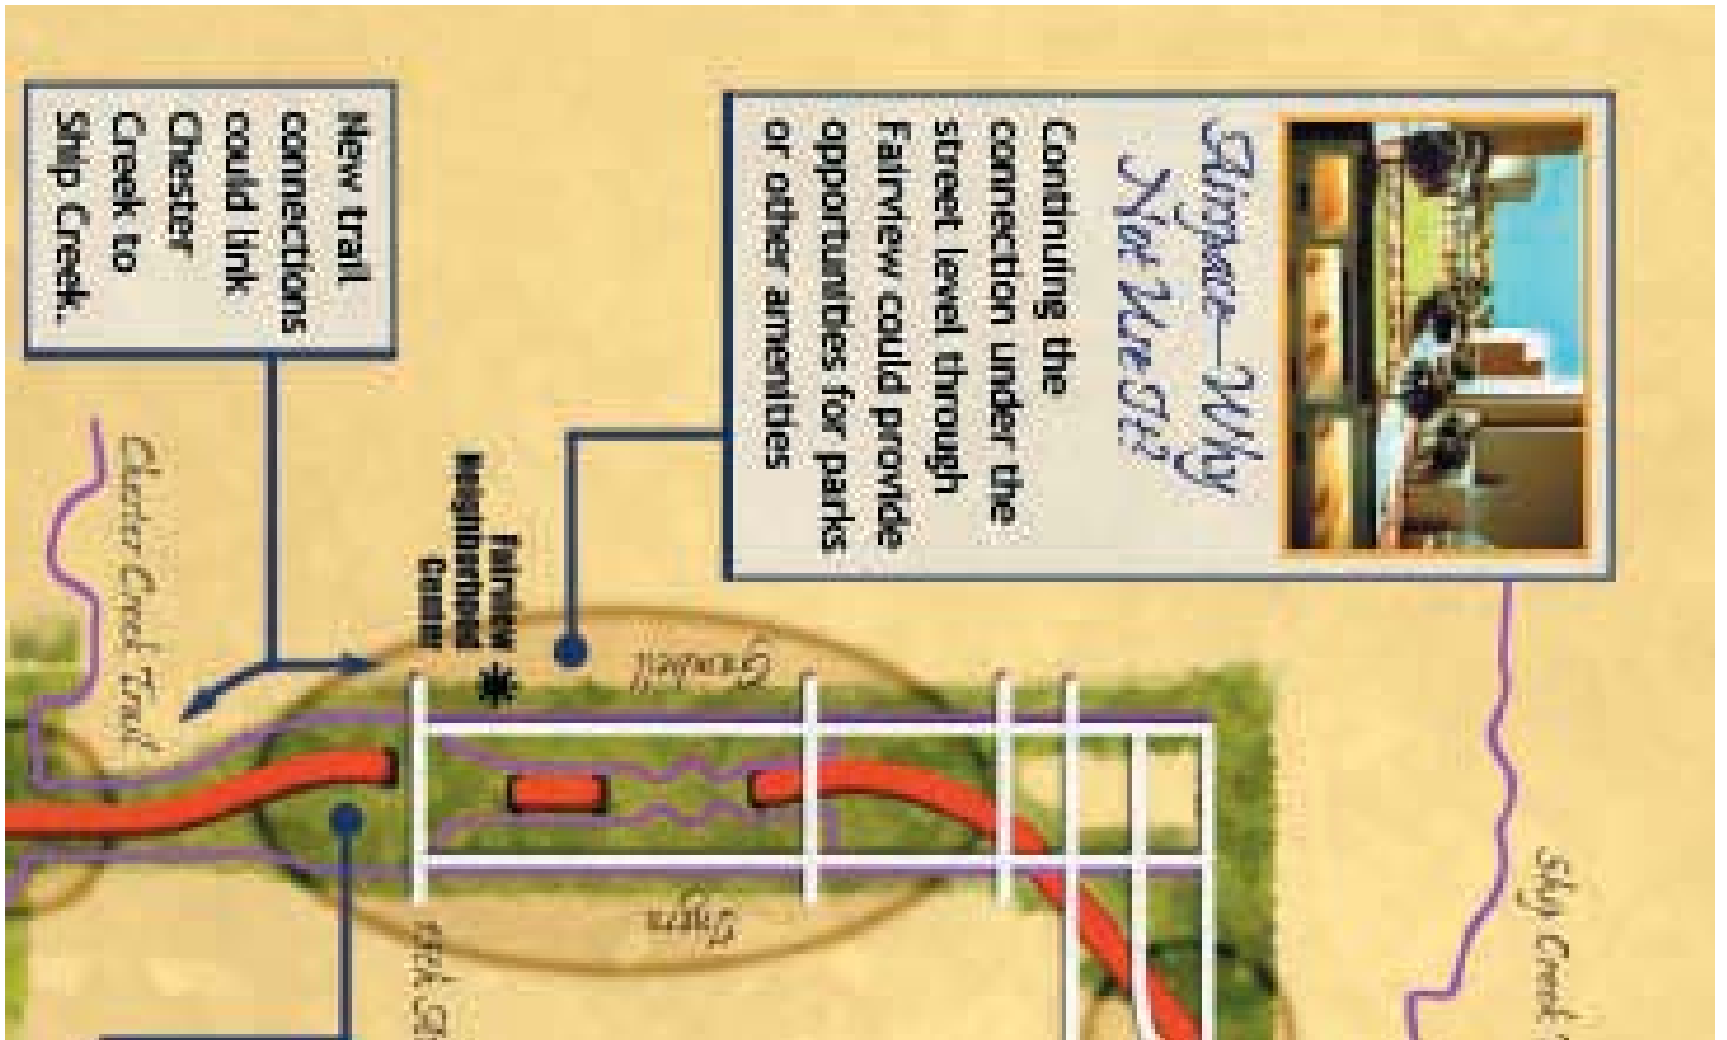 Airspace—Why
Not Use It?
Continuing the
connection under the
street level through
Fairview could provide
opportunities for parks
or other amenities
New trail
connections
could link
Chester
Creek to
Ship Creek.
Fairview
Neighborhood
Center
Gambell
Ingra
Chester Creek Trail
Ship Creek
15th